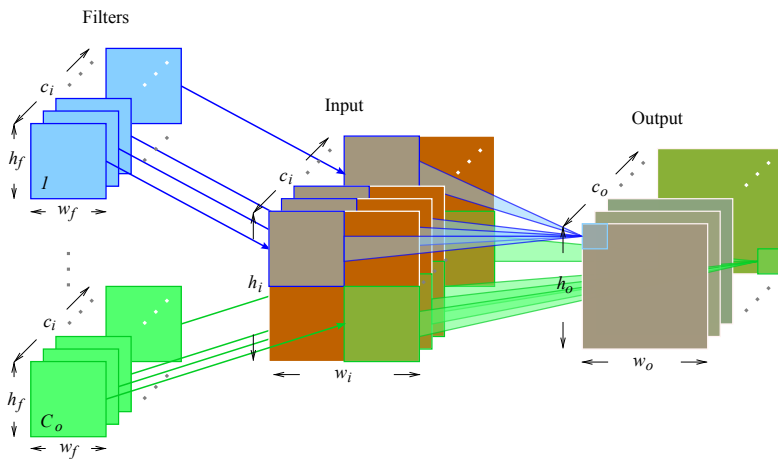 Filters
c_i
h_f
1
w_f
c_i
h_f
C_o
w_f
Input
c_i
h_i
w_i
Output
c_o
h_o
w_o